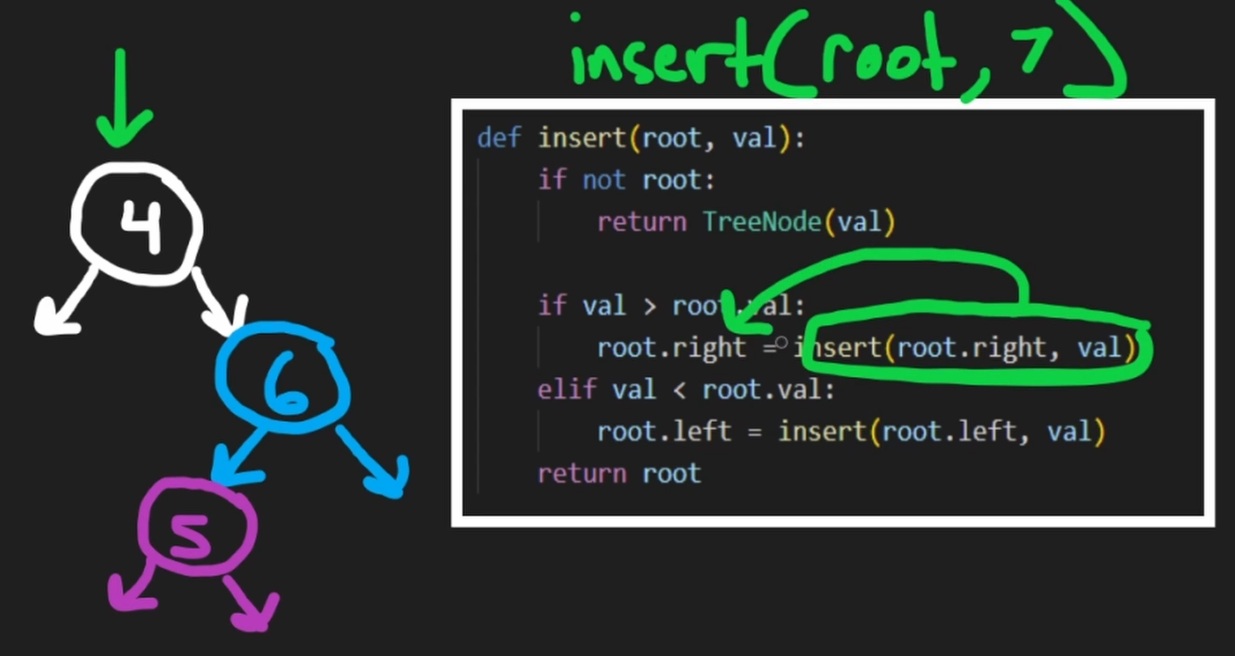 insert(root, 7)
def insert(root, val):
if not root:
return TreeNode(val)
if val > root.val:
root.right = insert(root.right, val)
elif val < root.val:
root.left = insert(root.left, val)
return root
4
6
5